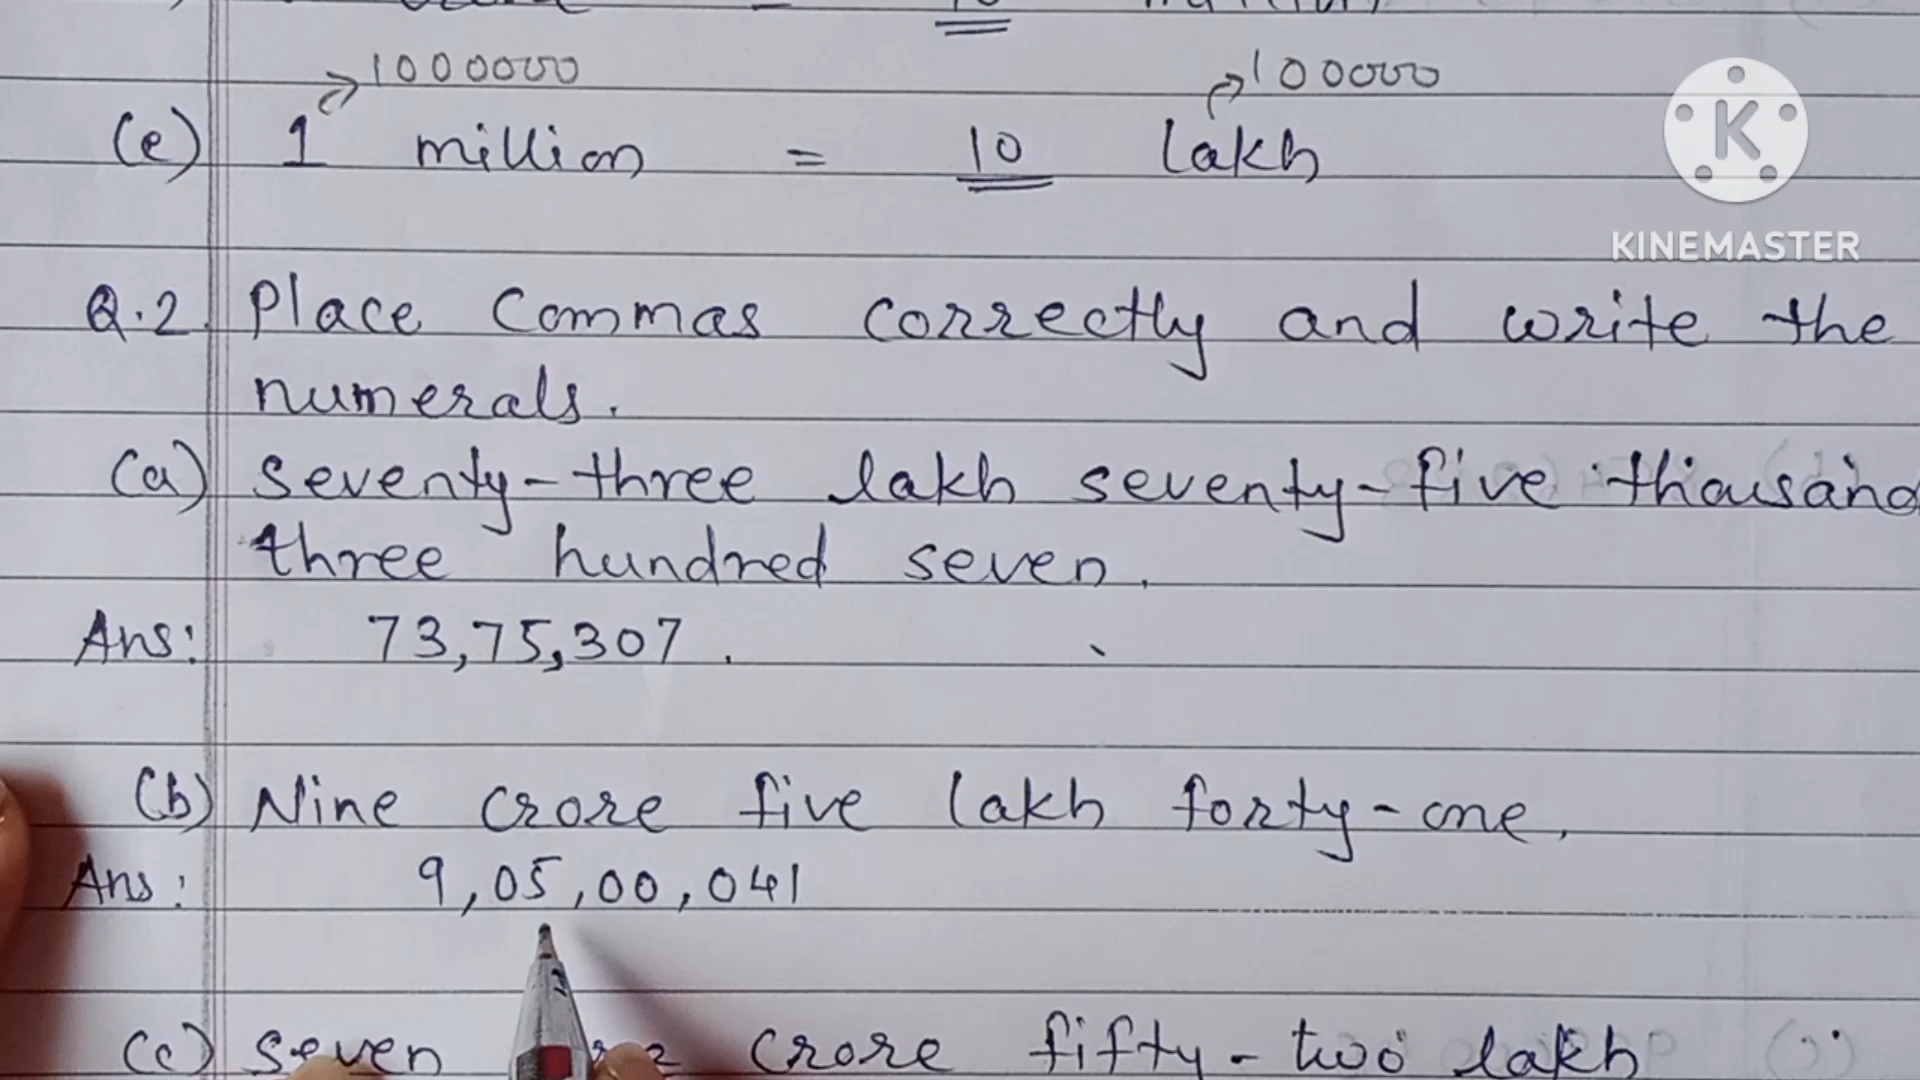 1000000 100000
(e) 1 million = 10 lakh
K
KINEMASTER
Q.2. Place Commas correctly and write the
numerals.
(a) seventy-three lakh seventy-five thousand
three hundred seven.
Ans: 73,75,307.
(b) Nine crore five lakh forty-one.
Ans: 9,05,00,041
(c) seven crore fifty-two lakh